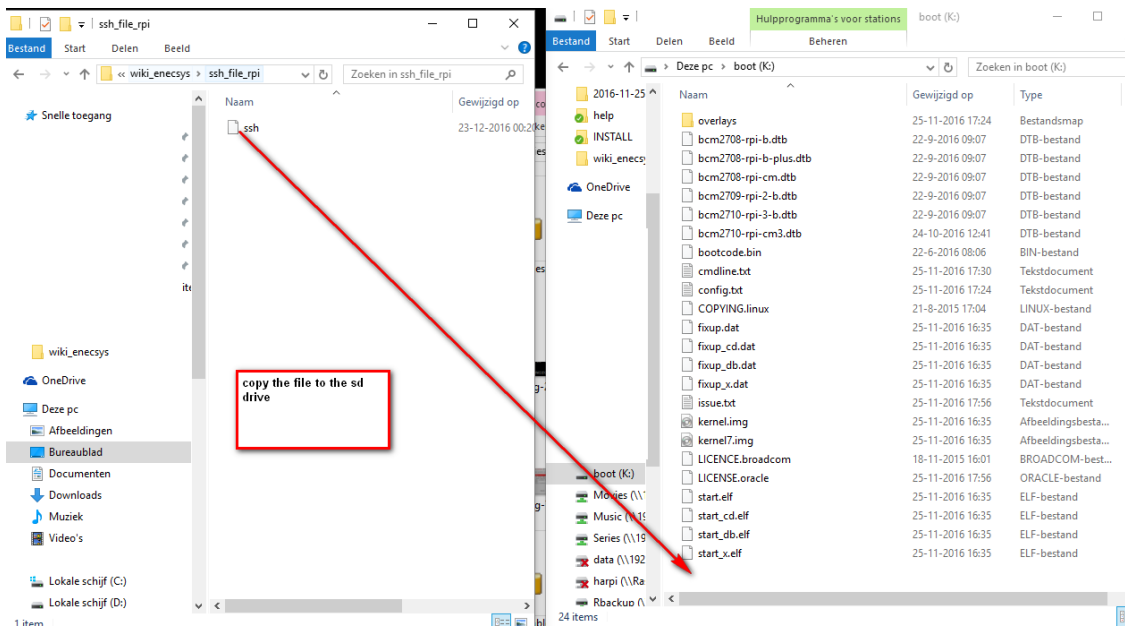 ssh_file_rpi
Bestand Start Delen Beeld
« wiki_enecsys › ssh_file_rpi
Zoeken in ssh_file_rpi
Snelle toegang
wiki_enecsys
OneDrive
Deze pc
Afbeeldingen
Bureaublad
Documenten
Downloads
Muziek
Video's
Lokale schijf (C:)
Lokale schijf (D:)
1 item
Naam Gewijzigd op
ssh 23-12-2016 00:2
copy the file to the sd
drive
Hulpprogramma's voor stations boot (K:)
Bestand Start Delen Beeld Beheren
› Deze pc › boot (K:)
Zoeken in boot (K:)
2016-11-25
help
INSTALL
wiki_enecsy
OneDrive
Deze pc
boot (K:)
Movies (\\1
Music (\\19
Series (\\19
data (\\192
harpi (\\Ra
Rbackup (\
24 items
Naam Gewijzigd op Type
overlays 25-11-2016 17:24 Bestandsmap
bcm2708-rpi-b.dtb 22-9-2016 09:07 DTB-bestand
bcm2708-rpi-b-plus.dtb 22-9-2016 09:07 DTB-bestand
bcm2708-rpi-cm.dtb 22-9-2016 09:07 DTB-bestand
bcm2709-rpi-2-b.dtb 22-9-2016 09:07 DTB-bestand
bcm2710-rpi-3-b.dtb 22-9-2016 09:07 DTB-bestand
bcm2710-rpi-cm3.dtb 24-10-2016 12:41 DTB-bestand
bootcode.bin 22-6-2016 08:06 BIN-bestand
cmdline.txt 25-11-2016 17:30 Tekstdocument
config.txt 25-11-2016 17:24 Tekstdocument
COPYING.linux 21-8-2015 17:04 LINUX-bestand
fixup.dat 25-11-2016 16:35 DAT-bestand
fixup_cd.dat 25-11-2016 16:35 DAT-bestand
fixup_db.dat 25-11-2016 16:35 DAT-bestand
fixup_x.dat 25-11-2016 16:35 DAT-bestand
issue.txt 25-11-2016 17:56 Tekstdocument
kernel.img 25-11-2016 16:35 Afbeeldingsbesta...
kernel7.img 25-11-2016 16:35 Afbeeldingsbesta...
LICENCE.broadcom 18-11-2015 16:01 BROADCOM-best...
LICENSE.oracle 25-11-2016 17:56 ORACLE-bestand
start.elf 25-11-2016 16:35 ELF-bestand
start_cd.elf 25-11-2016 16:35 ELF-bestand
start_db.elf 25-11-2016 16:35 ELF-bestand
start_x.elf 25-11-2016 16:35 ELF-bestand